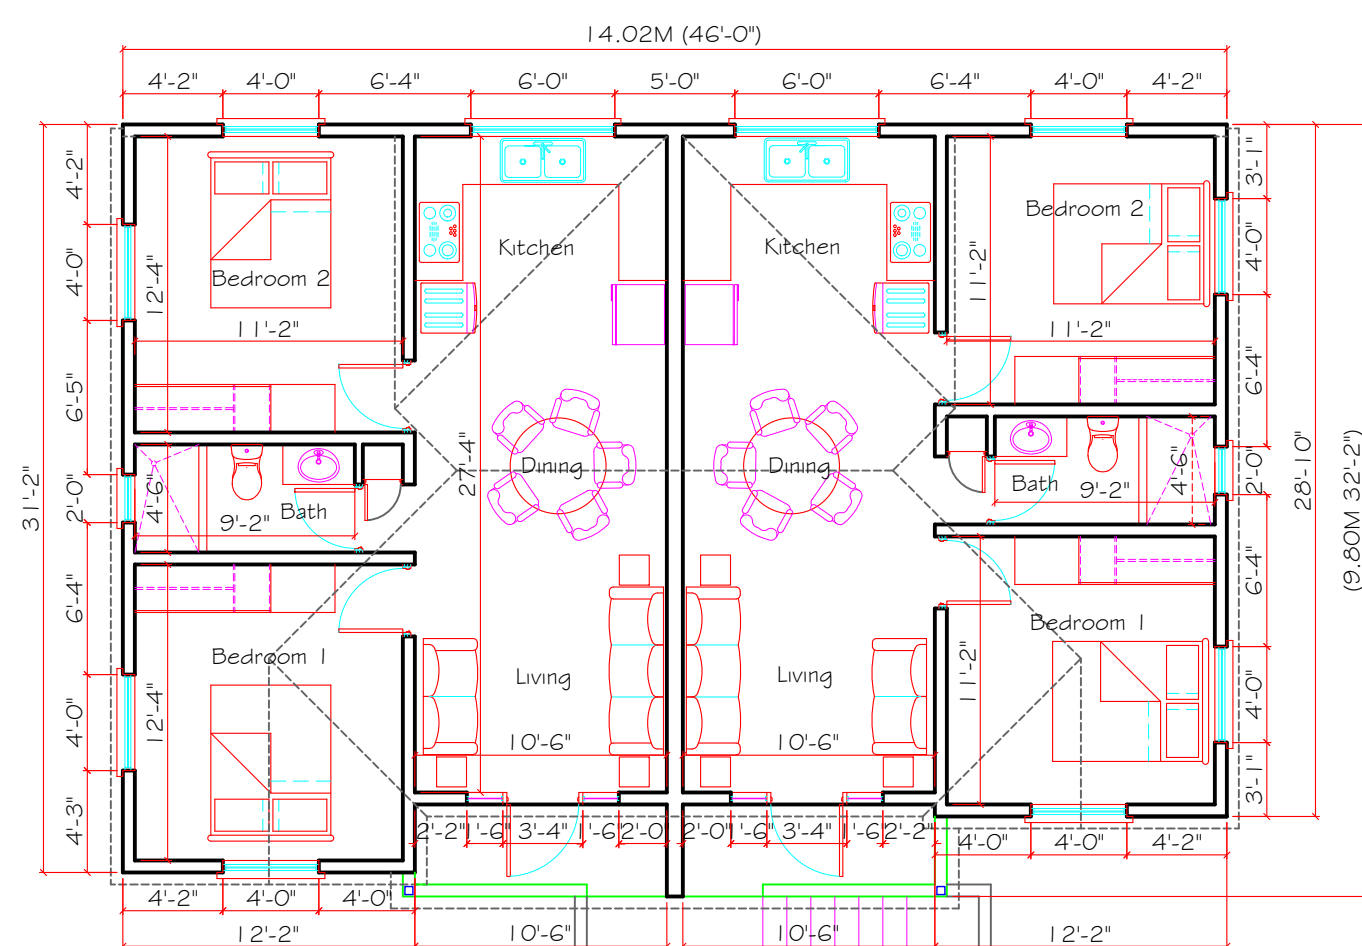 14.02M (46'-0")
4'-2" 4'-0" 6'-4" 6'-0" 5'-0" 6'-0" 6'-4" 4'-0" 4'-2"
4'-2"
4'-0"
6'-5"
2'-0"
6'-4"
4'-0"
4'-3"
31'-2"
12'-4"
Bedroom 2
11'-2"
Kitchen
Kitchen
Bedroom 2
11'-2"
11'-2"
3'-1"
4'-0"
6'-4"
2'-0"
6'-4"
4'-0"
3'-1"
28'-10"
(9.80M 32'-2")
27'-4"
Dining
Dining
4'-6"
9'-2"
Bath
Bath
9'-2"
4'-6"
Bedroom 1
12'-4"
Living
Living
Bedroom 1
11'-2"
10'-6"
10'-6"
2'-2" 1'-6" 3'-4" 1'-6" 2'-0" 2'-0" 1'-6" 3'-4" 1'-6" 2'-2"
4'-0" 4'-0" 4'-2"
4'-2" 4'-0" 4'-0"
12'-2" 10'-6" 10'-6" 12'-2"